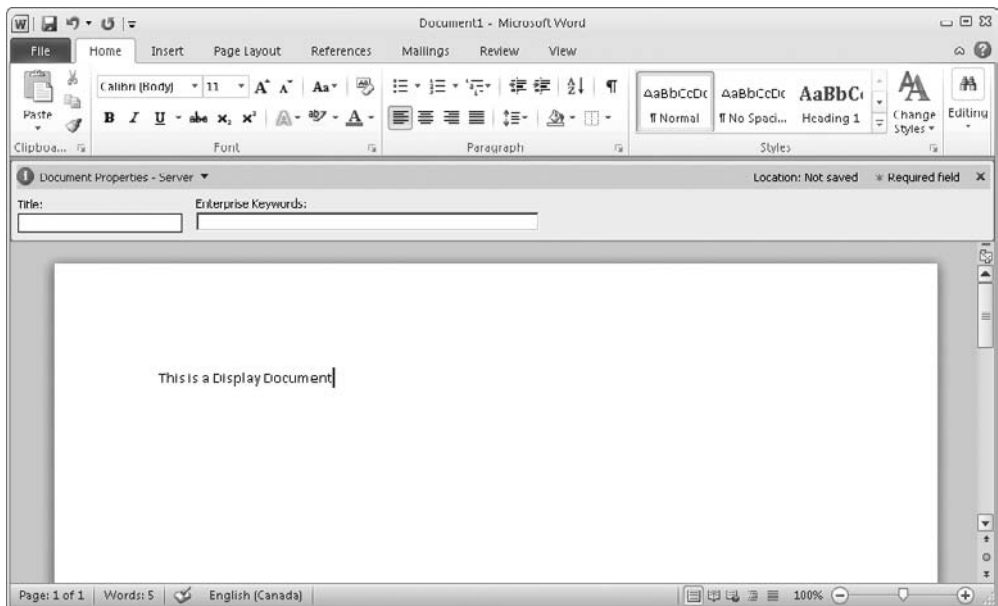 Document1 - Microsoft Word
File Home Insert Page Layout References Mailings Review View
Calibri (Body) 11
Paste
AaBbCcDc AaBbCcDc AaBbC
¶ Normal ¶ No Spaci... Heading 1
Change Styles
Editing
Clipboa... Font Paragraph Styles
Document Properties - Server Location: Not saved * Required field X
Title: Enterprise Keywords:
This is a Display Document
Page: 1 of 1 Words: 5 English (Canada) 100%